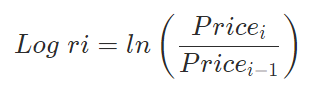 Log ri = ln ( Price_i / Price_{i-1} )